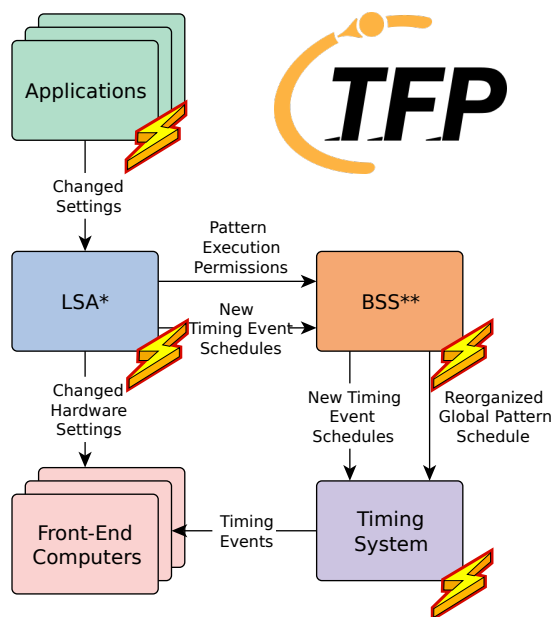 TFP
Applications
Changed
Settings
Pattern
Execution
Permissions
LSA*
BSS**
New
Timing Event
Schedules
Changed
Hardware
Settings
New Timing
Event
Schedules
Reorganized
Global Pattern
Schedule
Front-End
Computers
Timing
Events
Timing
System